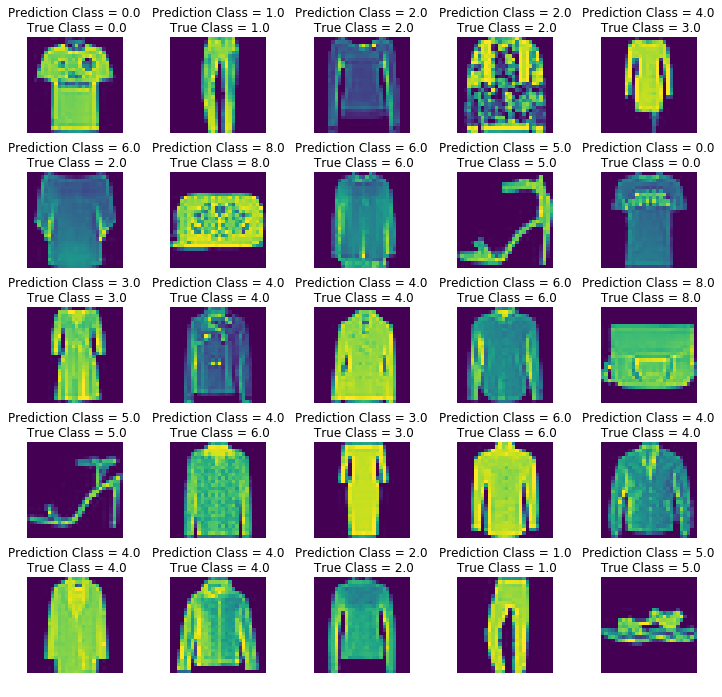 Prediction Class = 0.0 Prediction Class = 1.0 Prediction Class = 2.0 Prediction Class = 2.0 Prediction Class = 4.0
True Class = 0.0 True Class = 1.0 True Class = 2.0 True Class = 2.0 True Class = 3.0
Prediction Class = 6.0 Prediction Class = 8.0 Prediction Class = 6.0 Prediction Class = 5.0 Prediction Class = 0.0
True Class = 2.0 True Class = 8.0 True Class = 6.0 True Class = 5.0 True Class = 0.0
Prediction Class = 3.0 Prediction Class = 4.0 Prediction Class = 4.0 Prediction Class = 6.0 Prediction Class = 8.0
True Class = 3.0 True Class = 4.0 True Class = 4.0 True Class = 6.0 True Class = 8.0
Prediction Class = 5.0 Prediction Class = 4.0 Prediction Class = 3.0 Prediction Class = 6.0 Prediction Class = 4.0
True Class = 5.0 True Class = 6.0 True Class = 3.0 True Class = 6.0 True Class = 4.0
Prediction Class = 4.0 Prediction Class = 4.0 Prediction Class = 2.0 Prediction Class = 1.0 Prediction Class = 5.0
True Class = 4.0 True Class = 4.0 True Class = 2.0 True Class = 1.0 True Class = 5.0